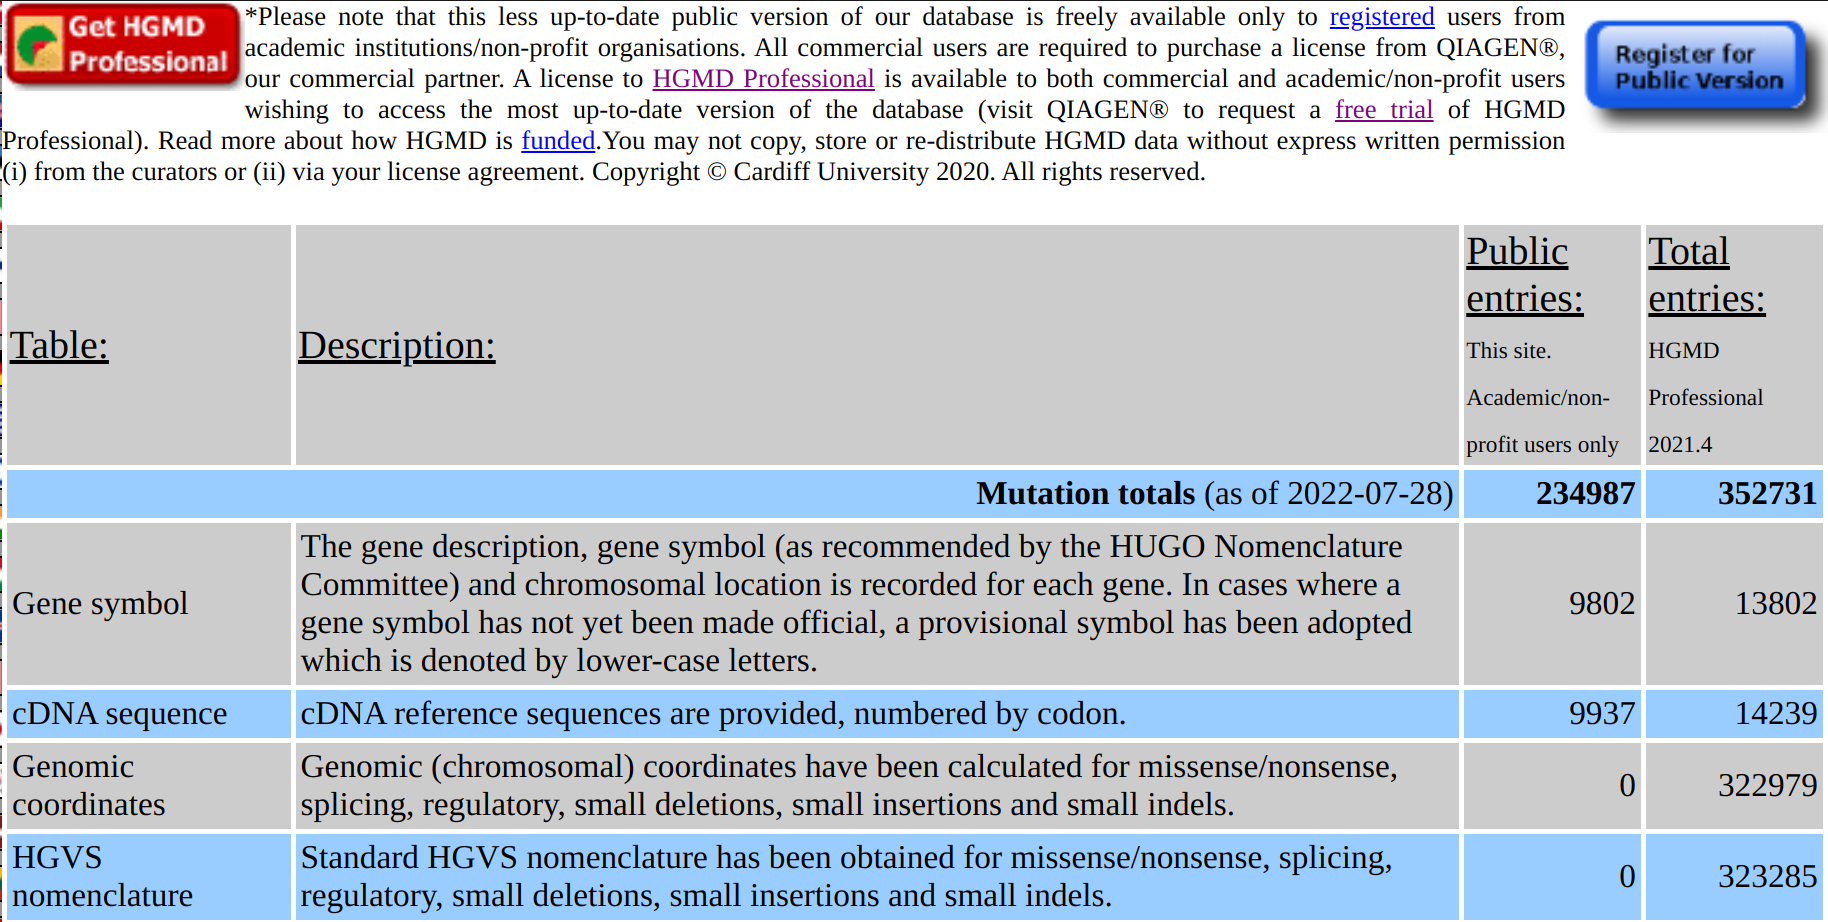 Get HGMD
Professional
*Please note that this less up-to-date public version of our database is freely available only to registered users from
academic institutions/non-profit organisations. All commercial users are required to purchase a license from QIAGEN®,
our commercial partner. A license to HGMD Professional is available to both commercial and academic/non-profit users
wishing to access the most up-to-date version of the database (visit QIAGEN® to request a free trial of HGMD
Professional). Read more about how HGMD is funded.You may not copy, store or re-distribute HGMD data without express written permission
(i) from the curators or (ii) via your license agreement. Copyright © Cardiff University 2020. All rights reserved.
Register for
Public Version
Table:
Description:
Public
entries:
This site.
Academic/non-
profit users only
Total
entries:
HGMD
Professional
2021.4
Mutation totals (as of 2022-07-28) 234987 352731
Gene symbol
The gene description, gene symbol (as recommended by the HUGO Nomenclature
Committee) and chromosomal location is recorded for each gene. In cases where a
gene symbol has not yet been made official, a provisional symbol has been adopted
which is denoted by lower-case letters.
9802 13802
cDNA sequence cDNA reference sequences are provided, numbered by codon. 9937 14239
Genomic
coordinates
Genomic (chromosomal) coordinates have been calculated for missense/nonsense,
splicing, regulatory, small deletions, small insertions and small indels.
0 322979
HGVS
nomenclature
Standard HGVS nomenclature has been obtained for missense/nonsense, splicing,
regulatory, small deletions, small insertions and small indels.
0 323285